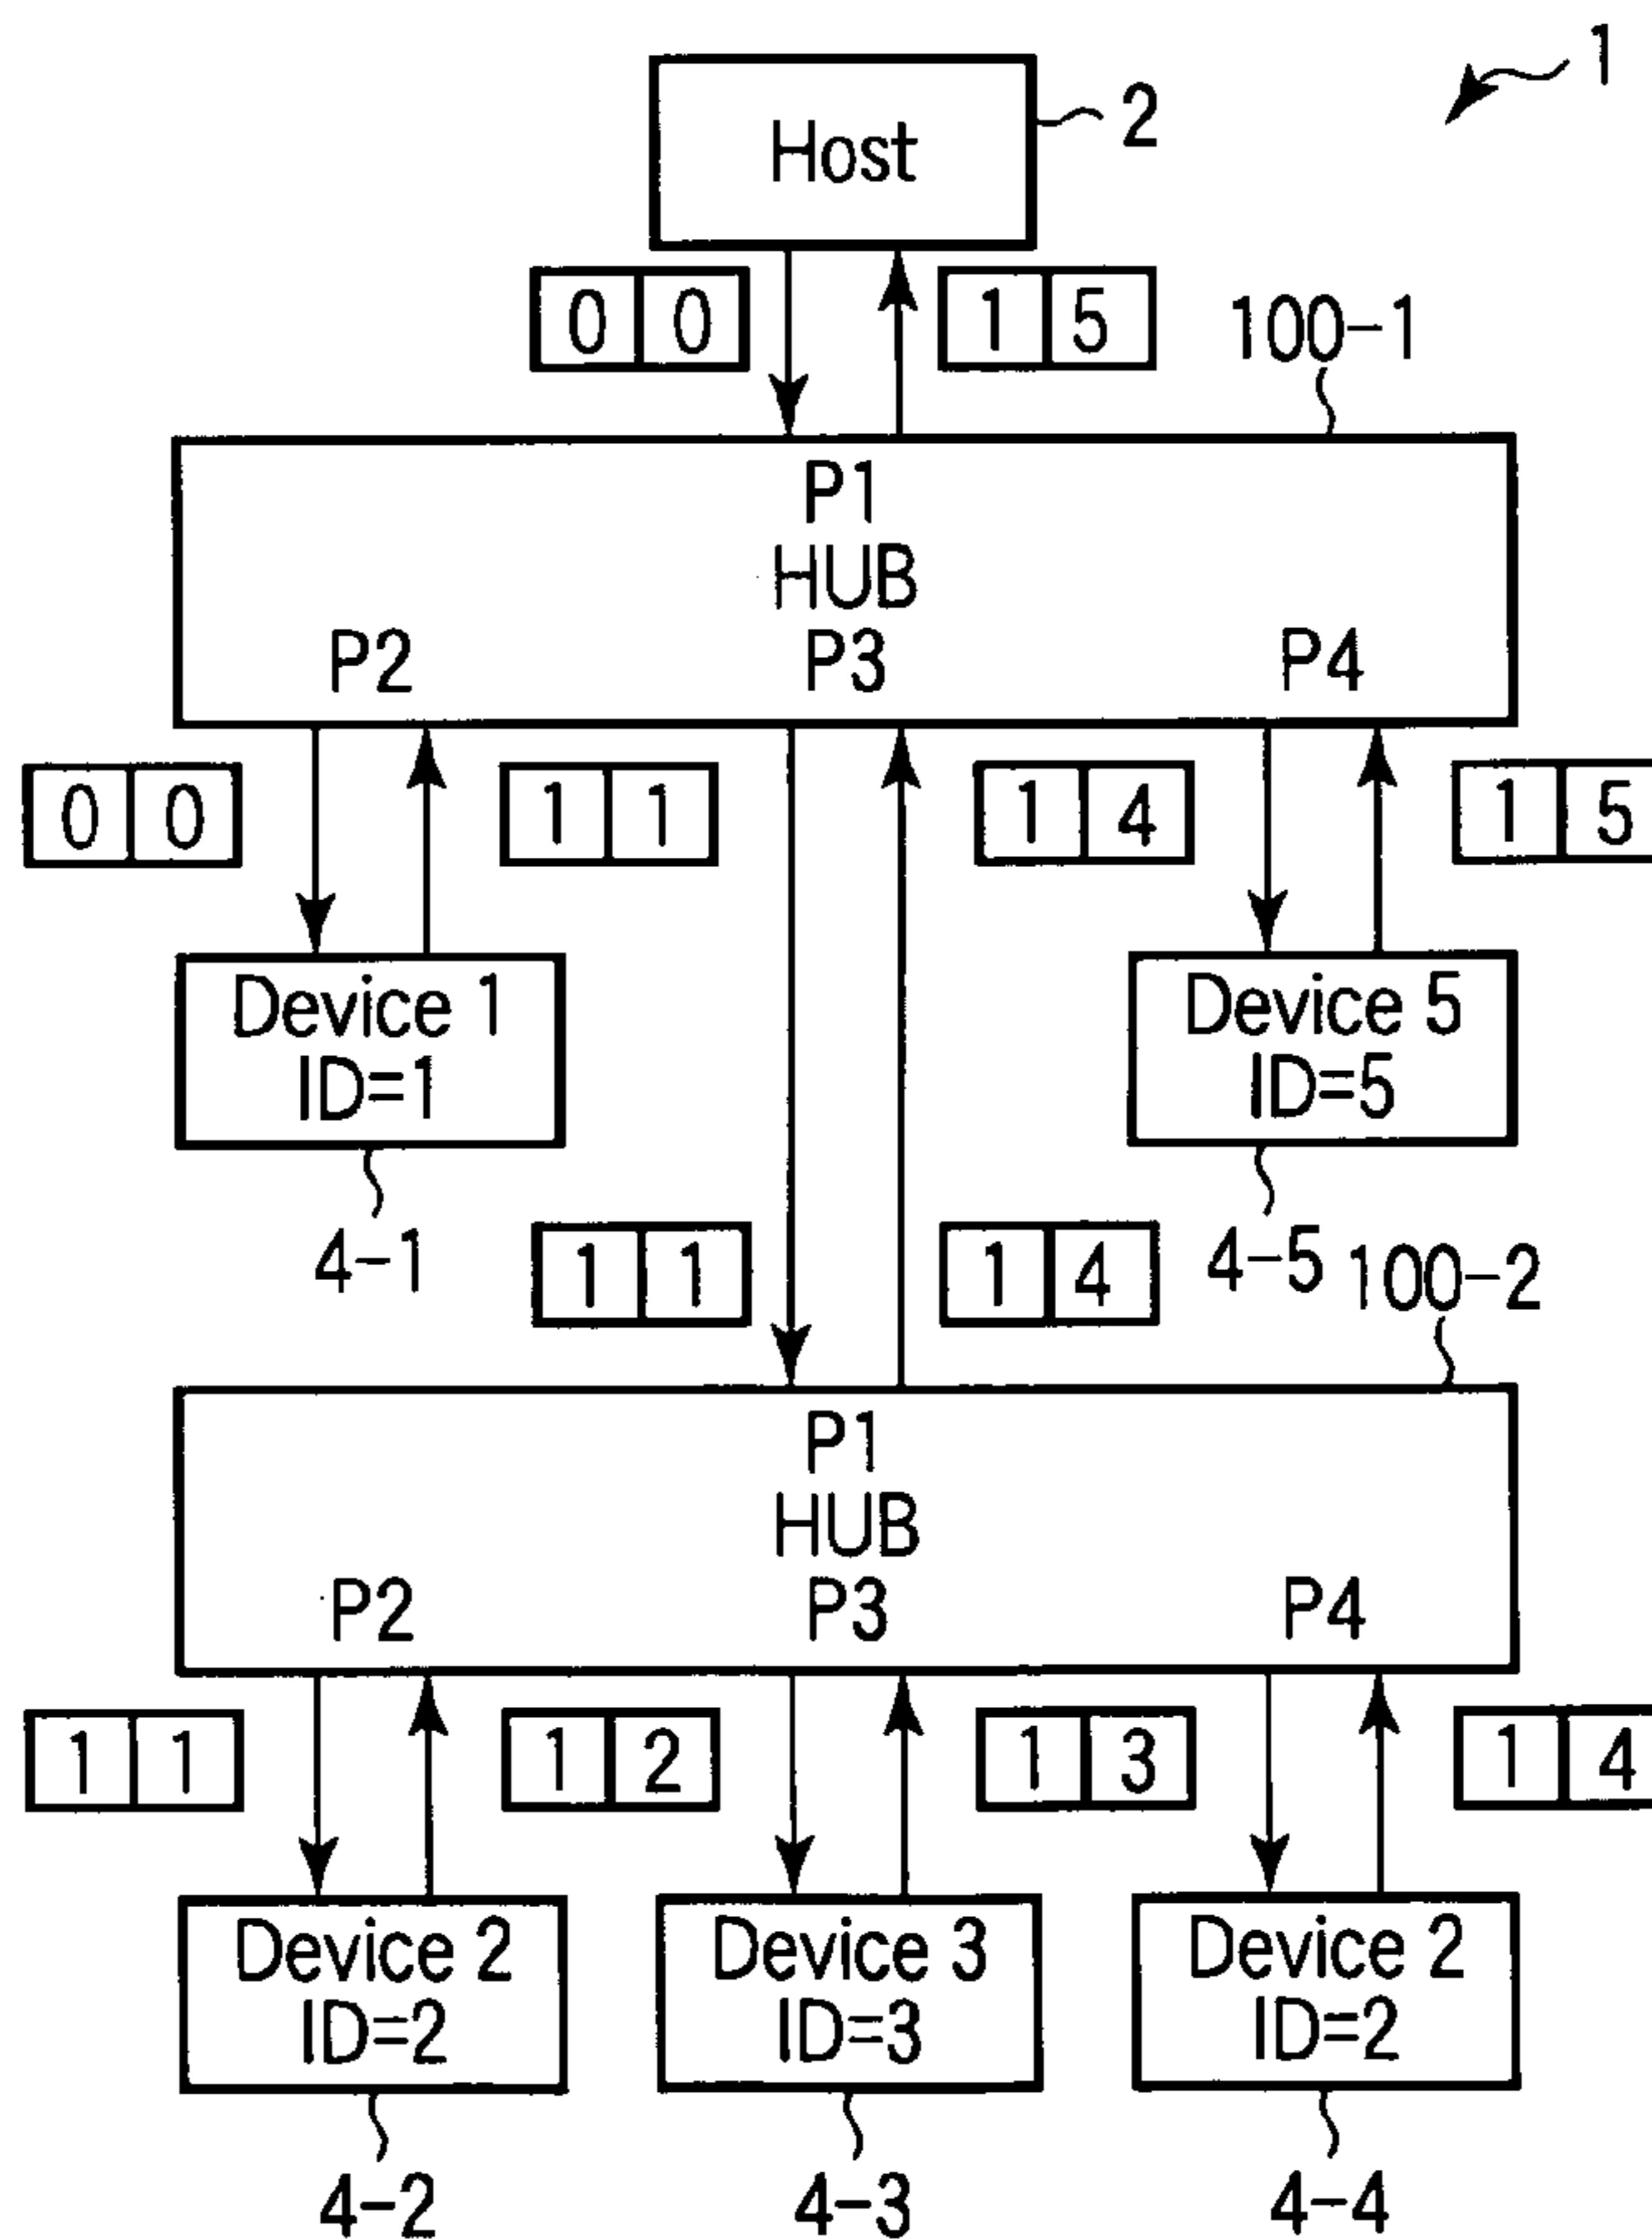 1
Host
2
0 0
1 5
100-1
P1
HUB
P2 P3 P4
0 0
1 1
1 4
1 5
Device 1
ID=1
Device 5
ID=5
4-1
4-5
1 1
1 4
100-2
P1
HUB
P2 P3 P4
1 1
1 2
1 3
1 4
Device 2
ID=2
Device 3
ID=3
Device 2
ID=2
4-2
4-3
4-4